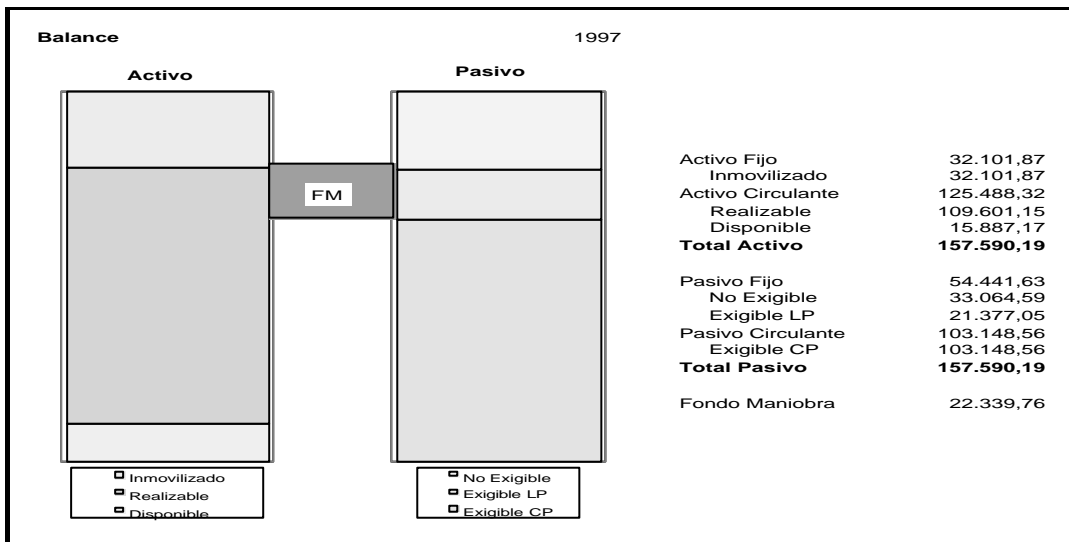 Balance 1997
Activo
Pasivo
FM
Inmovilizado
Realizable
Disponible
No Exigible
Exigible LP
Exigible CP
Activo Fijo 32.101,87
Inmovilizado 32.101,87
Activo Circulante 125.488,32
Realizable 109.601,15
Disponible 15.887,17
Total Activo 157.590,19
Pasivo Fijo 54.441,63
No Exigible 33.064,59
Exigible LP 21.377,05
Pasivo Circulante 103.148,56
Exigible CP 103.148,56
Total Pasivo 157.590,19
Fondo Maniobra 22.339,76